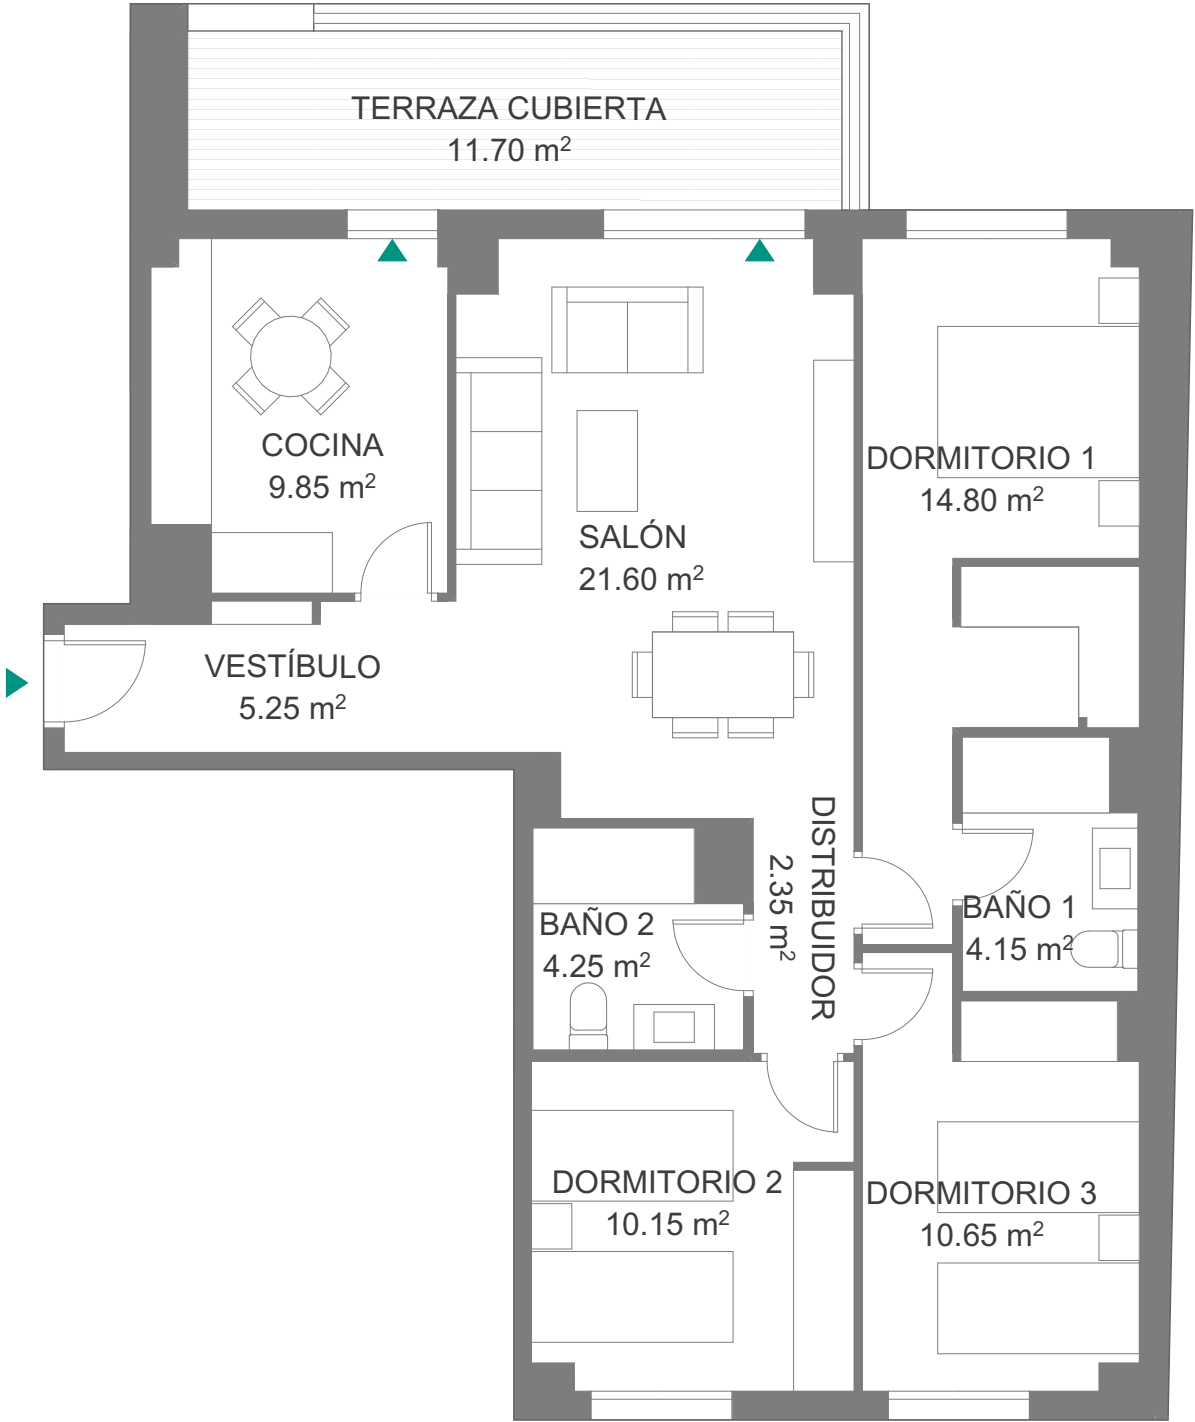 TERRAZA CUBIERTA
11.70 m²
COCINA
9.85 m²
DORMITORIO 1
14.80 m²
SALÓN
21.60 m²
VESTÍBULO
5.25 m²
DISTRIBUIDOR
2.35 m²
BAÑO 1
4.15 m²
BAÑO 2
4.25 m²
DORMITORIO 2
10.15 m²
DORMITORIO 3
10.65 m²